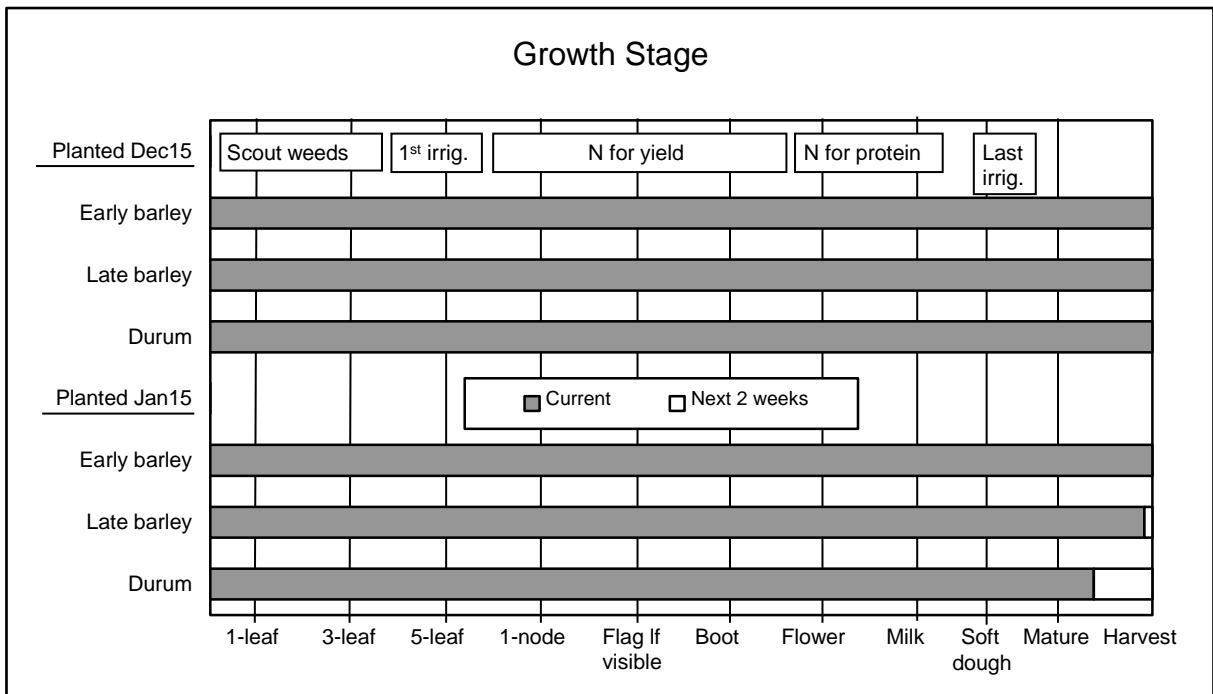 Growth Stage
Planted Dec15
Scout weeds
1st irrig.
N for yield
N for protein
Last
irrig.
Early barley
Late barley
Durum
Planted Jan15
Current
Next 2 weeks
Early barley
Late barley
Durum
1-leaf
3-leaf
5-leaf
1-node
Flag lf
visible
Boot
Flower
Milk
Soft
dough
Mature
Harvest